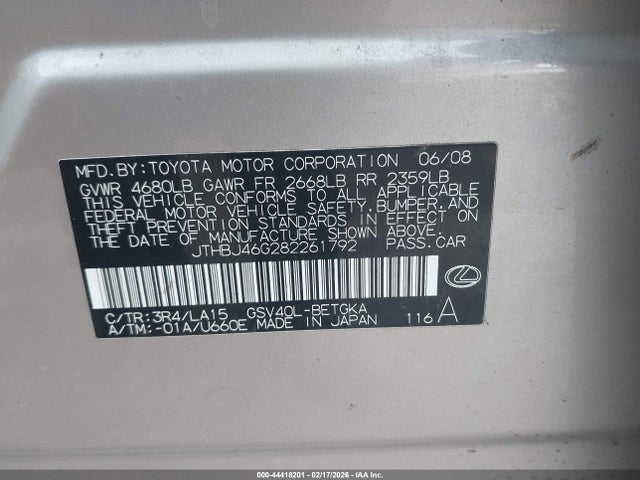 MFD.BY:TOYOTA MOTOR CORPORATION 06/08
GVWR 4680LB GAWR FR 2668LB RR 2359LB
THIS VEHICLE CONFORMS TO ALL APPLICABLE
FEDERAL MOTOR VEHICLE SAFETY,BUMPER,AND
THEFT PREVENTION STANDARDS IN EFFECT ON
THE DATE OF MANUFACTURE SHOWN ABOVE.
JTHBJ46G282261792 PASS.CAR
C/TR:3R4/LA15 GSV40L-BETGKA
A/TM:-01A/U660E MADE IN JAPAN 116 A
000-44418201 - 02/17/2026 - IAA Inc.